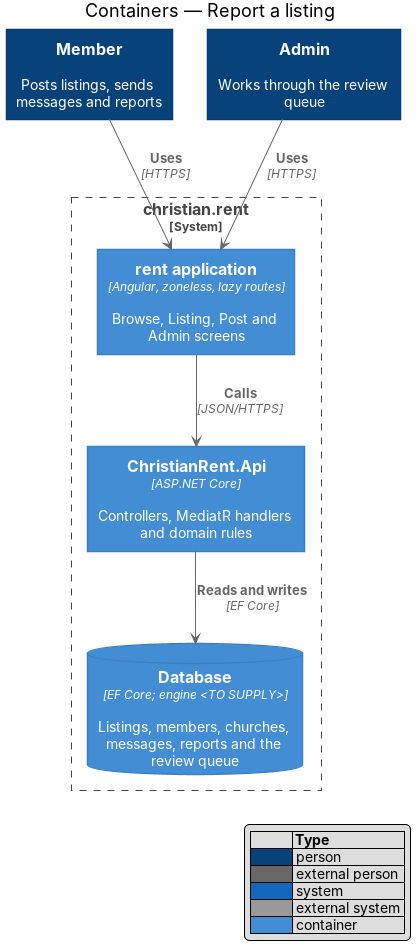 Containers — Report a listing
Member
Posts listings, sends
messages and reports
Admin
Works through the review
queue
Uses
[HTTPS]
Uses
[HTTPS]
christian.rent
[System]
rent application
[Angular, zoneless, lazy routes]
Browse, Listing, Post and
Admin screens
Calls
[JSON/HTTPS]
ChristianRent.Api
[ASP.NET Core]
Controllers, MediatR handlers
and domain rules
Reads and writes
[EF Core]
Database
[EF Core; engine <TO SUPPLY>]
Listings, members, churches,
messages, reports and the
review queue
Type
person
external person
system
external system
container